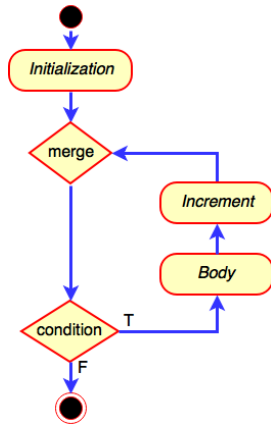 Initialization
merge
Increment
Body
condition
T
F